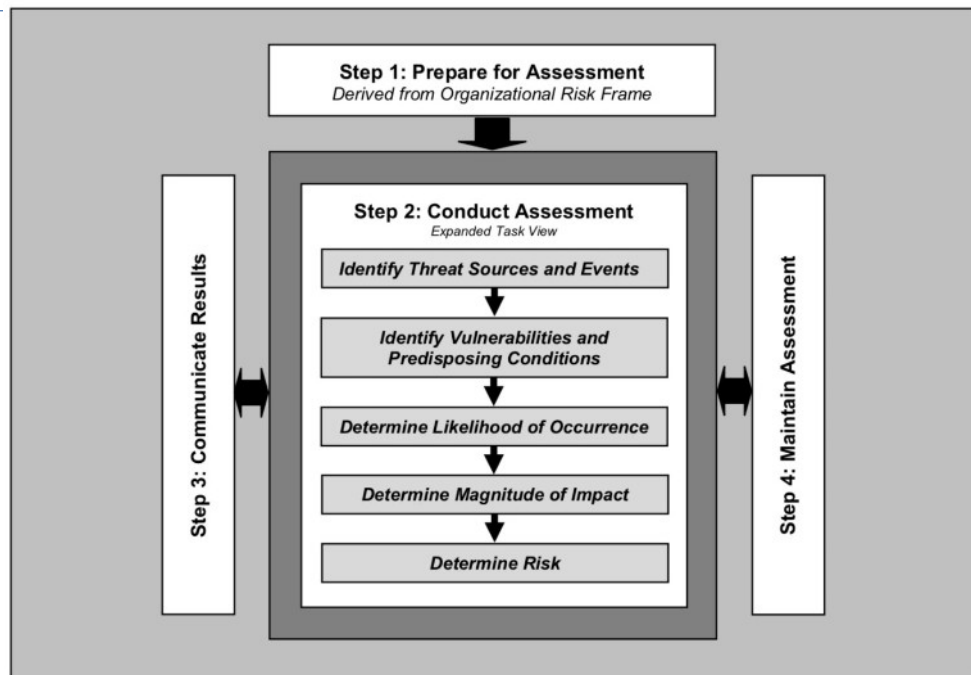 Step 1: Prepare for Assessment
Derived from Organizational Risk Frame
Step 2: Conduct Assessment
Expanded Task View
Identify Threat Sources and Events
Identify Vulnerabilities and
Predisposing Conditions
Determine Likelihood of Occurrence
Determine Magnitude of Impact
Determine Risk
Step 3: Communicate Results
Step 4: Maintain Assessment